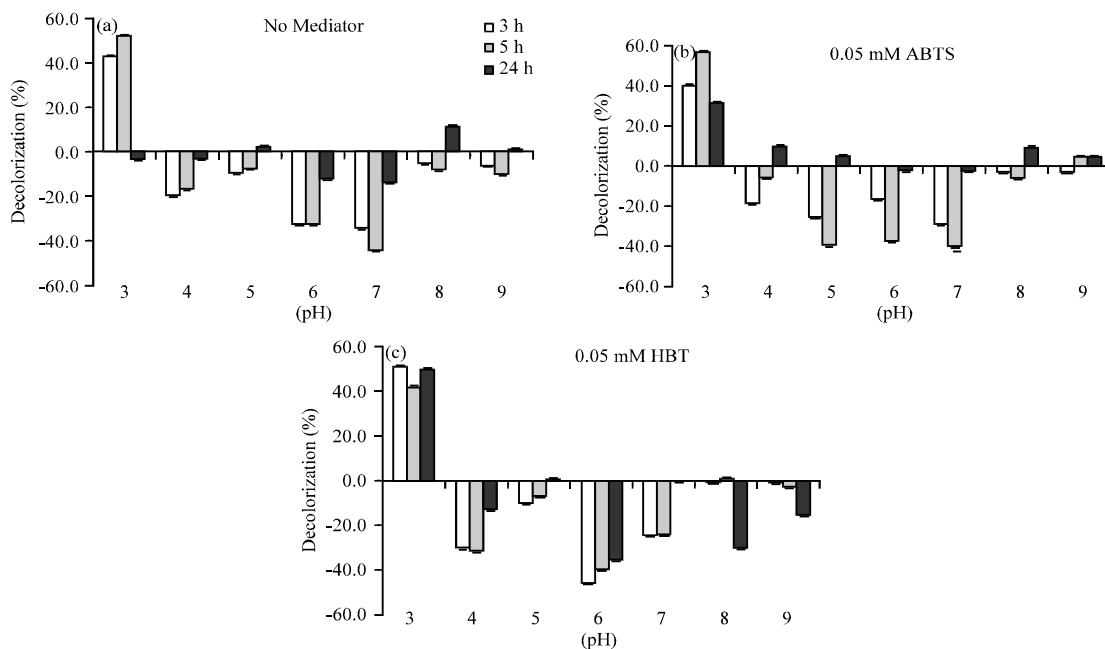 (a)
No Mediator
3 h
5 h
24 h
Decolorization (%)
60.0
40.0
20.0
0.0
-20.0
-40.0
-60.0
3 4 5 6 7 8 9
(pH)
(b)
0.05 mM ABTS
Decolorization (%)
60.0
40.0
20.0
0.0
-20.0
-40.0
-60.0
3 4 5 6 7 8 9
(pH)
(c)
0.05 mM HBT
Decolorization (%)
60.0
40.0
20.0
0.0
-20.0
-40.0
-60.0
3 4 5 6 7 8 9
(pH)